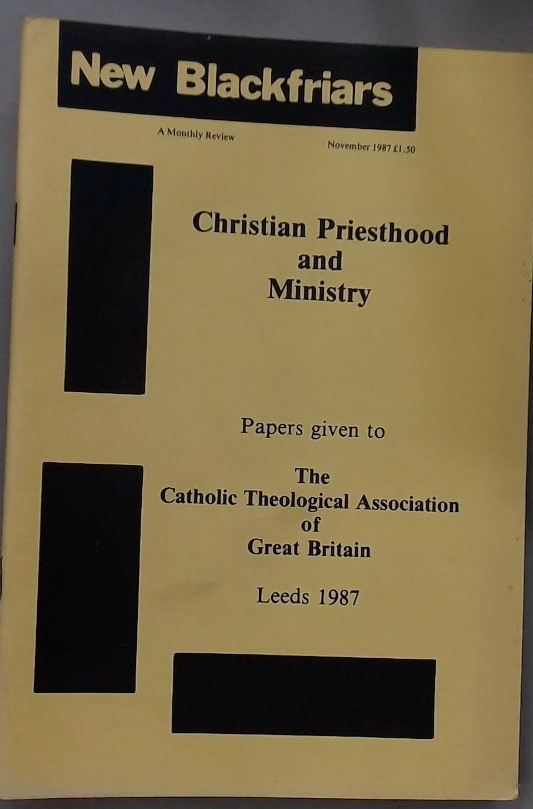 New Blackfriars
A Monthly Review
November 1987 £1.50
Christian Priesthood
and
Ministry
Papers given to
The
Catholic Theological Association
of
Great Britain
Leeds 1987